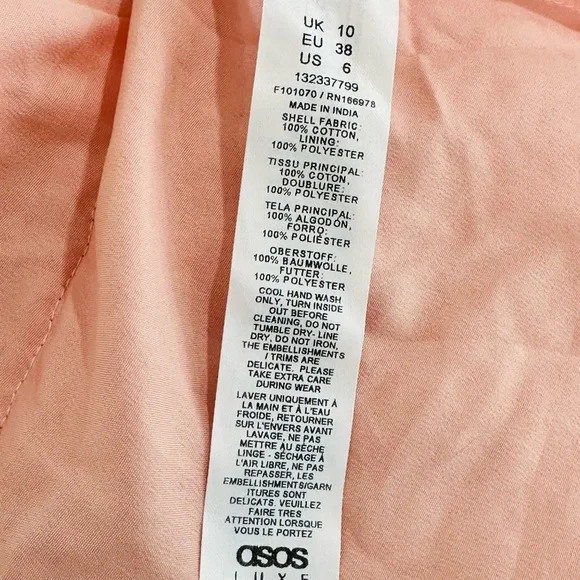 UK 10
EU 38
US 6
132337799
F101070 / RN166978
MADE IN INDIA
SHELL FABRIC:
100% COTTON,
LINING:
100% POLYESTER
TISSU PRINCIPAL:
100% COTON,
DOUBLURE:
100% POLYESTER
TELA PRINCIPAL:
100% ALGODÓN,
FORRO:
100% POLIÉSTER
OBERSTOFF:
100% BAUMWOLLE,
FUTTER:
100% POLYESTER
COOL HAND WASH
ONLY, TURN INSIDE
OUT BEFORE
CLEANING, DO NOT
TUMBLE DRY- LINE
DRY, DO NOT IRON,
THE EMBELLISHMENTS
/ TRIMS ARE
DELICATE. PLEASE
TAKE EXTRA CARE
DURING WEAR
LAVER UNIQUEMENT À
LA MAIN ET À L'EAU
FROIDE, RETOURNER
SUR L'ENVERS AVANT
LAVAGE, NE PAS
METTRE AU SÈCHE
LINGE - SÉCHAGE À
L'AIR LIBRE, NE PAS
REPASSER, LES
EMBELLISHMENTS/GARN
ITURES SONT
DELICATS. VEUILLEZ
FAIRE TRÈS
ATTENTION LORSQUE
VOUS LE PORTEZ
asos
LUXE